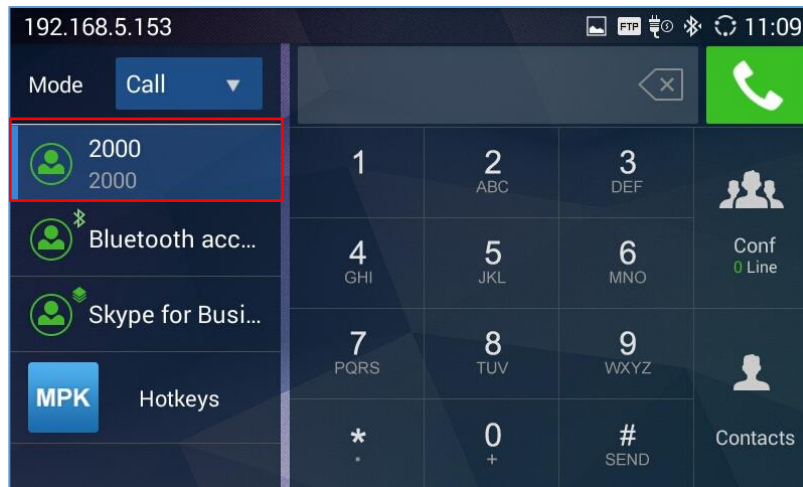 192.168.5.153
FTP
11:09
Mode
Call
2000
2000
Bluetooth acc...
Skype for Busi...
MPK
Hotkeys
1
2
ABC
3
DEF
4
GHI
5
JKL
6
MNO
7
PQRS
8
TUV
9
WXYZ
*
.
0
+
#
SEND
Conf
0 Line
Contacts